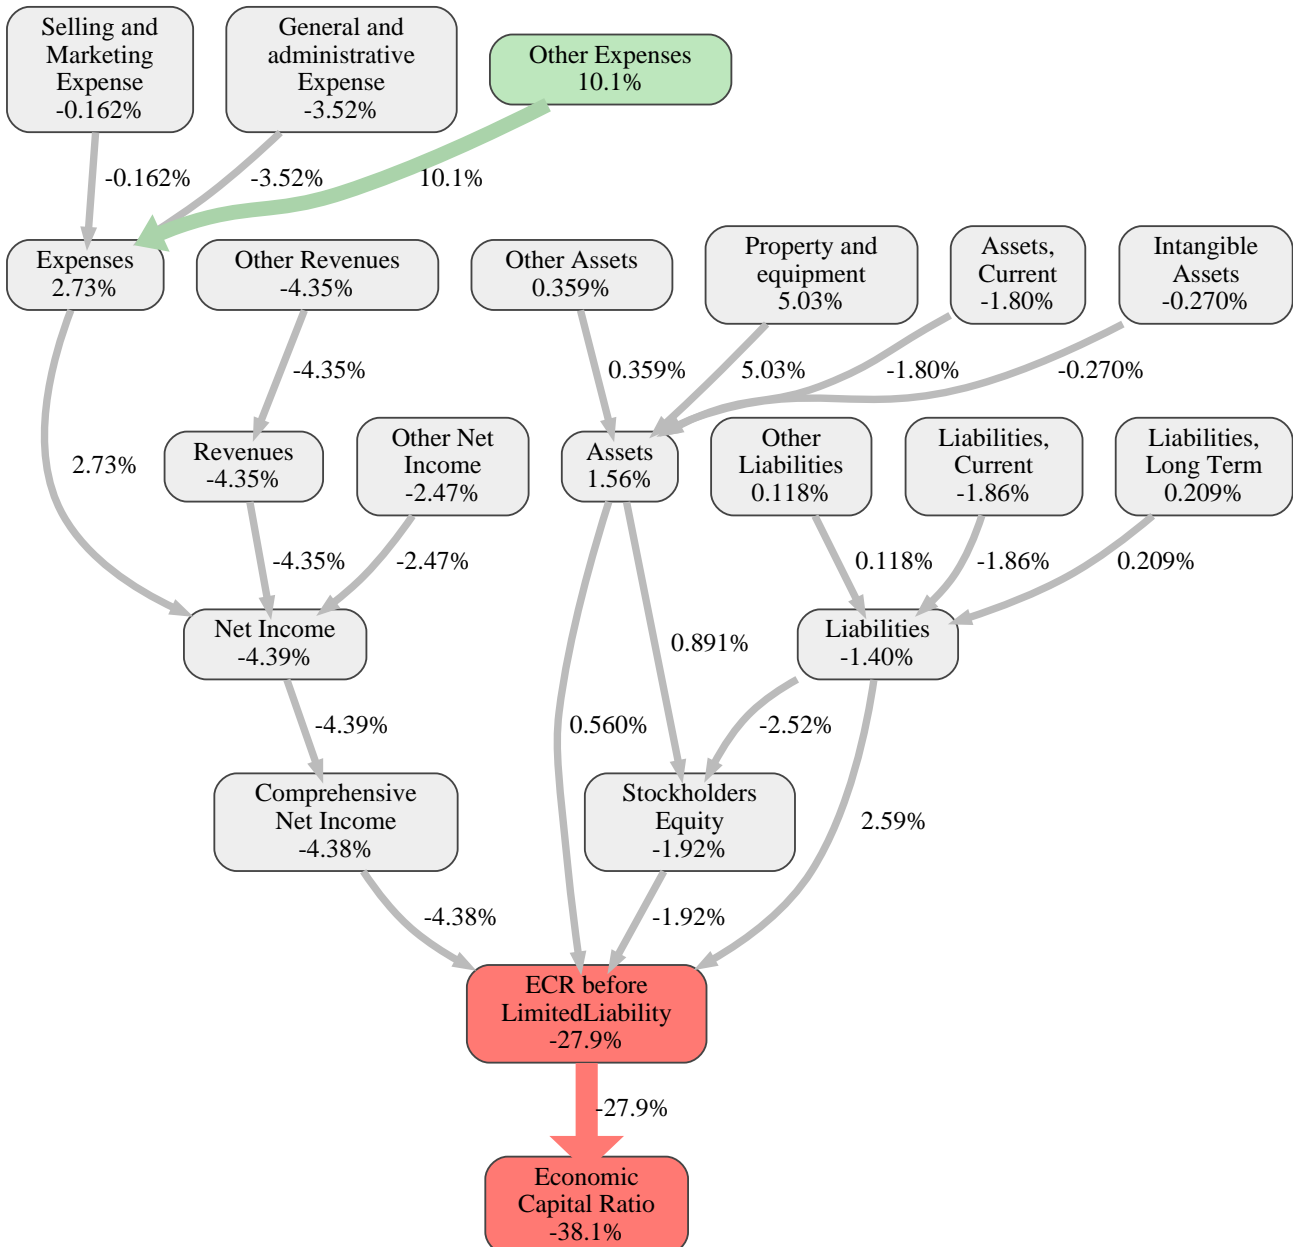 Selling and
Marketing
Expense
-0.162%
General and
administrative
Expense
-3.52%
Other Expenses
10.1%
-0.162%
-3.52%
10.1%
Expenses
2.73%
Other Revenues
-4.35%
Other Assets
0.359%
Property and
equipment
5.03%
Assets,
Current
-1.80%
Intangible
Assets
-0.270%
-4.35%
0.359%
5.03%
-1.80%
-0.270%
2.73%
Revenues
-4.35%
Other Net
Income
-2.47%
Assets
1.56%
Other
Liabilities
0.118%
Liabilities,
Current
-1.86%
Liabilities,
Long Term
0.209%
-4.35%
-2.47%
0.118%
-1.86%
0.209%
Net Income
-4.39%
0.891%
Liabilities
-1.40%
-4.39%
0.560%
-2.52%
Comprehensive
Net Income
-4.38%
Stockholders
Equity
-1.92%
2.59%
-4.38%
-1.92%
ECR before
LimitedLiability
-27.9%
-27.9%
Economic
Capital Ratio
-38.1%